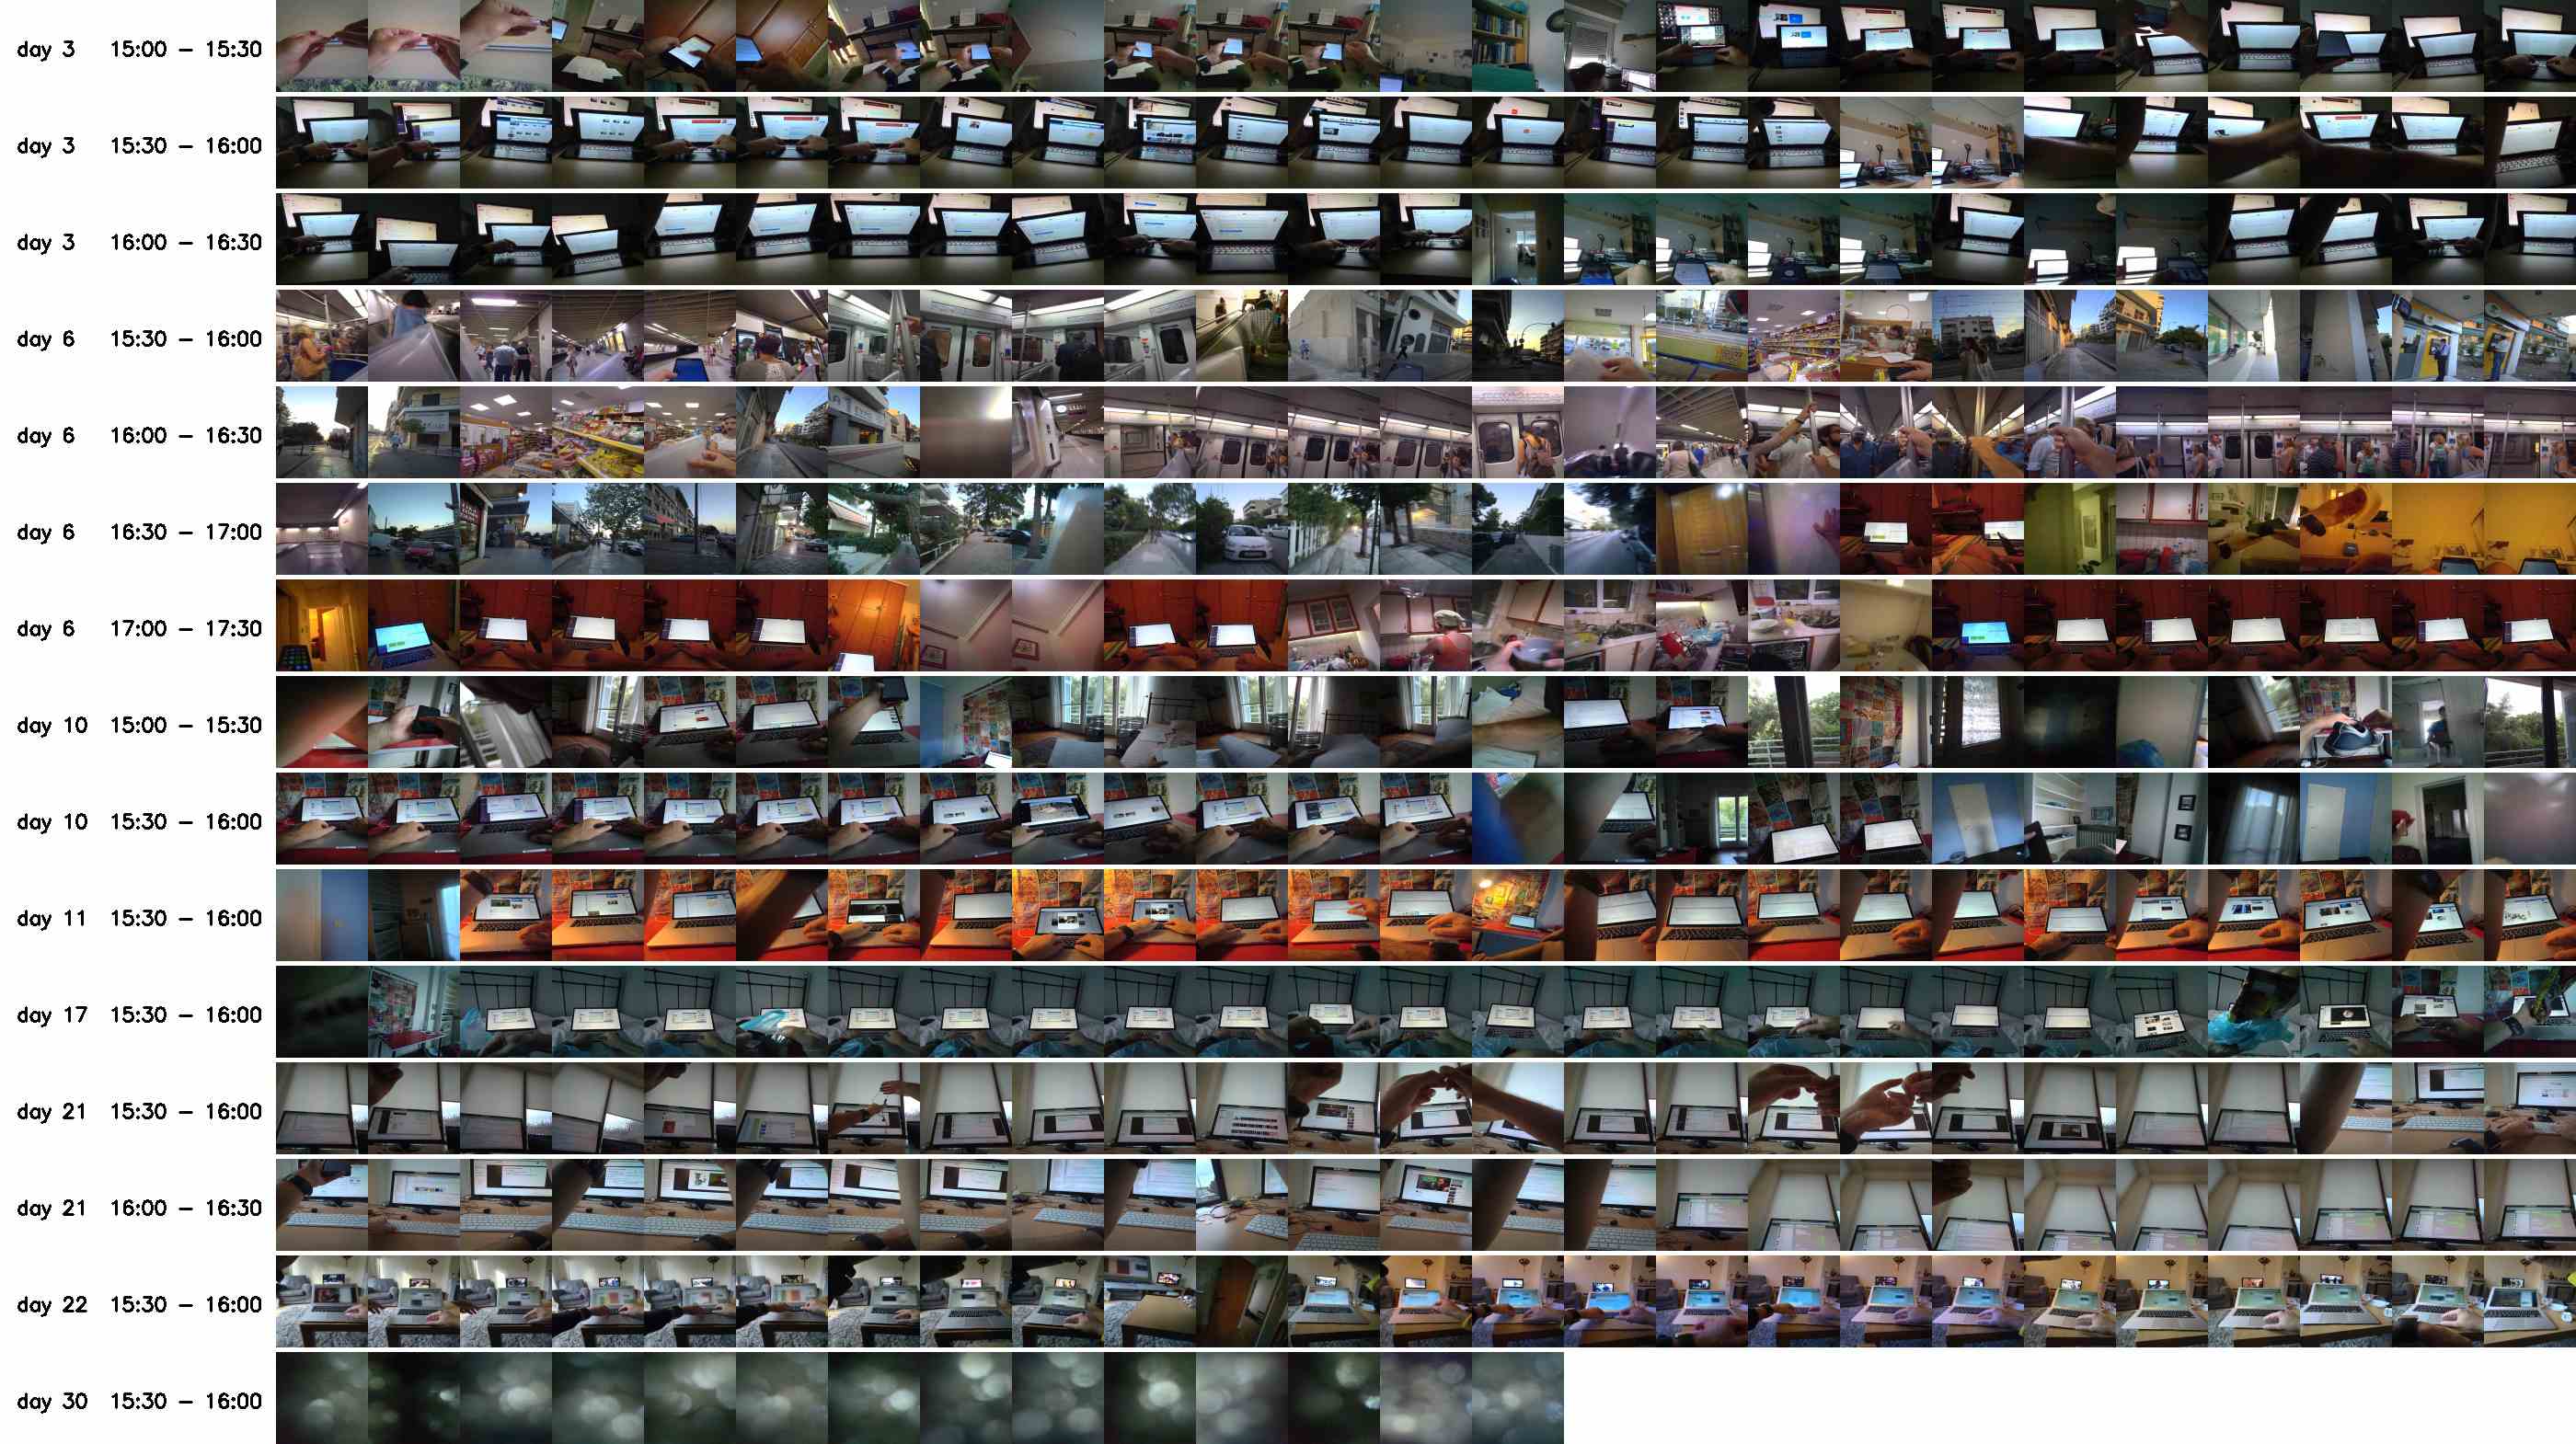 day 3 15:00 – 15:30
day 3 15:30 – 16:00
day 3 16:00 – 16:30
day 6 15:30 – 16:00
day 6 16:00 – 16:30
day 6 16:30 – 17:00
day 6 17:00 – 17:30
day 10 15:00 – 15:30
day 10 15:30 – 16:00
day 11 15:30 – 16:00
day 17 15:30 – 16:00
day 21 15:30 – 16:00
day 21 16:00 – 16:30
day 22 15:30 – 16:00
day 30 15:30 – 16:00